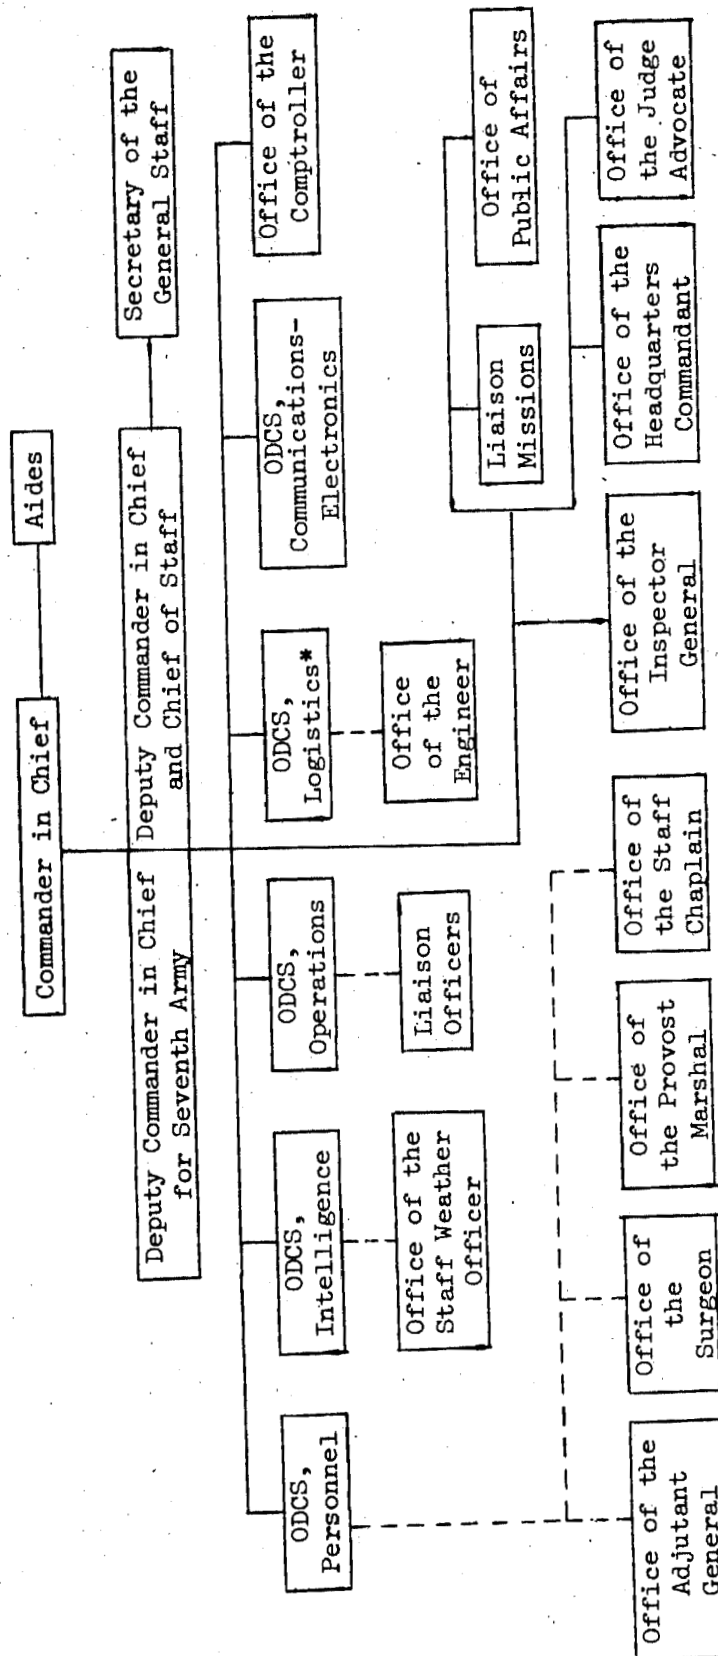 Commander in Chief
Aides
Deputy Commander in Chief
for Seventh Army
Deputy Commander in Chief
and Chief of Staff
Secretary of the
General Staff
ODCS,
Personnel
ODCS,
Intelligence
ODCS,
Operations
ODCS,
Logistics*
ODCS,
Communications-
Electronics
Office of the
Comptroller
Office of the
Staff Weather
Officer
Liaison
Officers
Office
of the
Engineer
Liaison
Missions
Office of
Public Affairs
Office of the
Adjutant
General
Office of
the
Surgeon
Office of
the Provost
Marshal
Office of
the Staff
Chaplain
Office of the
Inspector
General
Office of the
Headquarters
Commandant
Office of
the Judge
Advocate